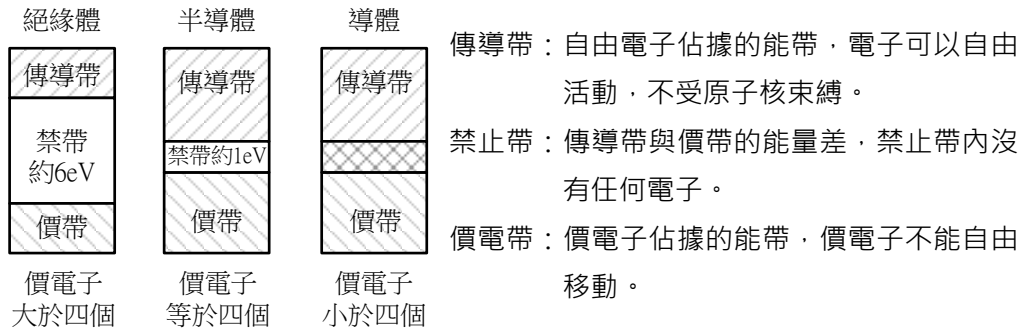 絕緣體
傳導帶
禁帶
約6eV
價帶
價電子
大於四個
半導體
傳導帶
禁帶約1eV
價帶
價電子
等於四個
導體
傳導帶
價帶
價電子
小於四個
傳導帶：自由電子佔據的能帶，電子可以自由
活動，不受原子核束縛。
禁止帶：傳導帶與價帶的能量差，禁止帶內沒
有任何電子。
價電帶：價電子佔據的能帶，價電子不能自由
移動。